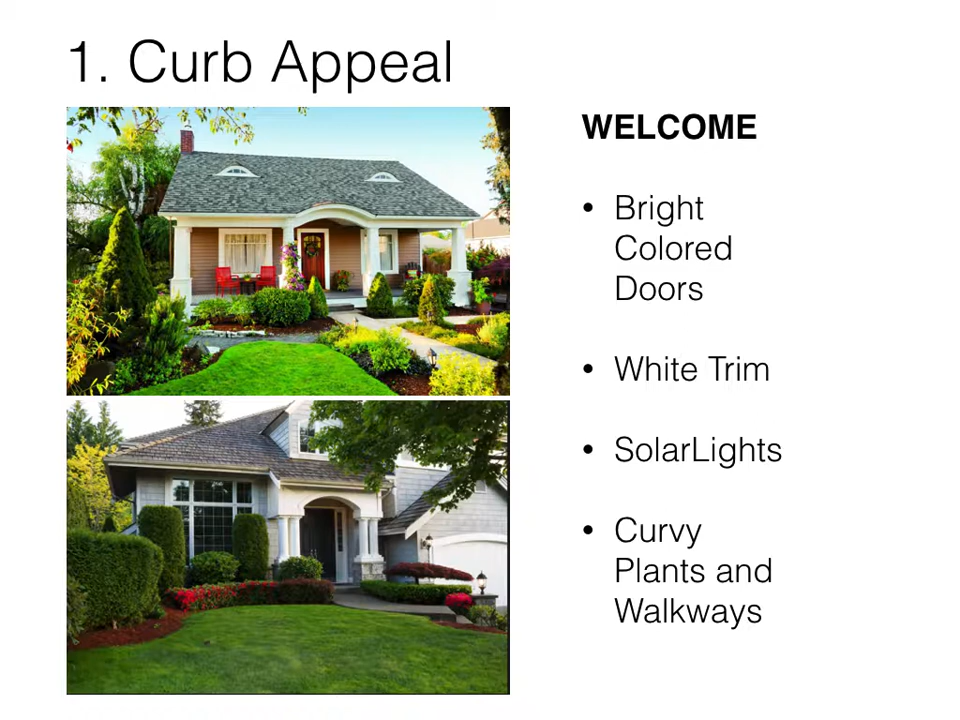 1. Curb Appeal
WELCOME
• Bright
Colored
Doors
• White Trim
• SolarLights
• Curvy
Plants and
Walkways